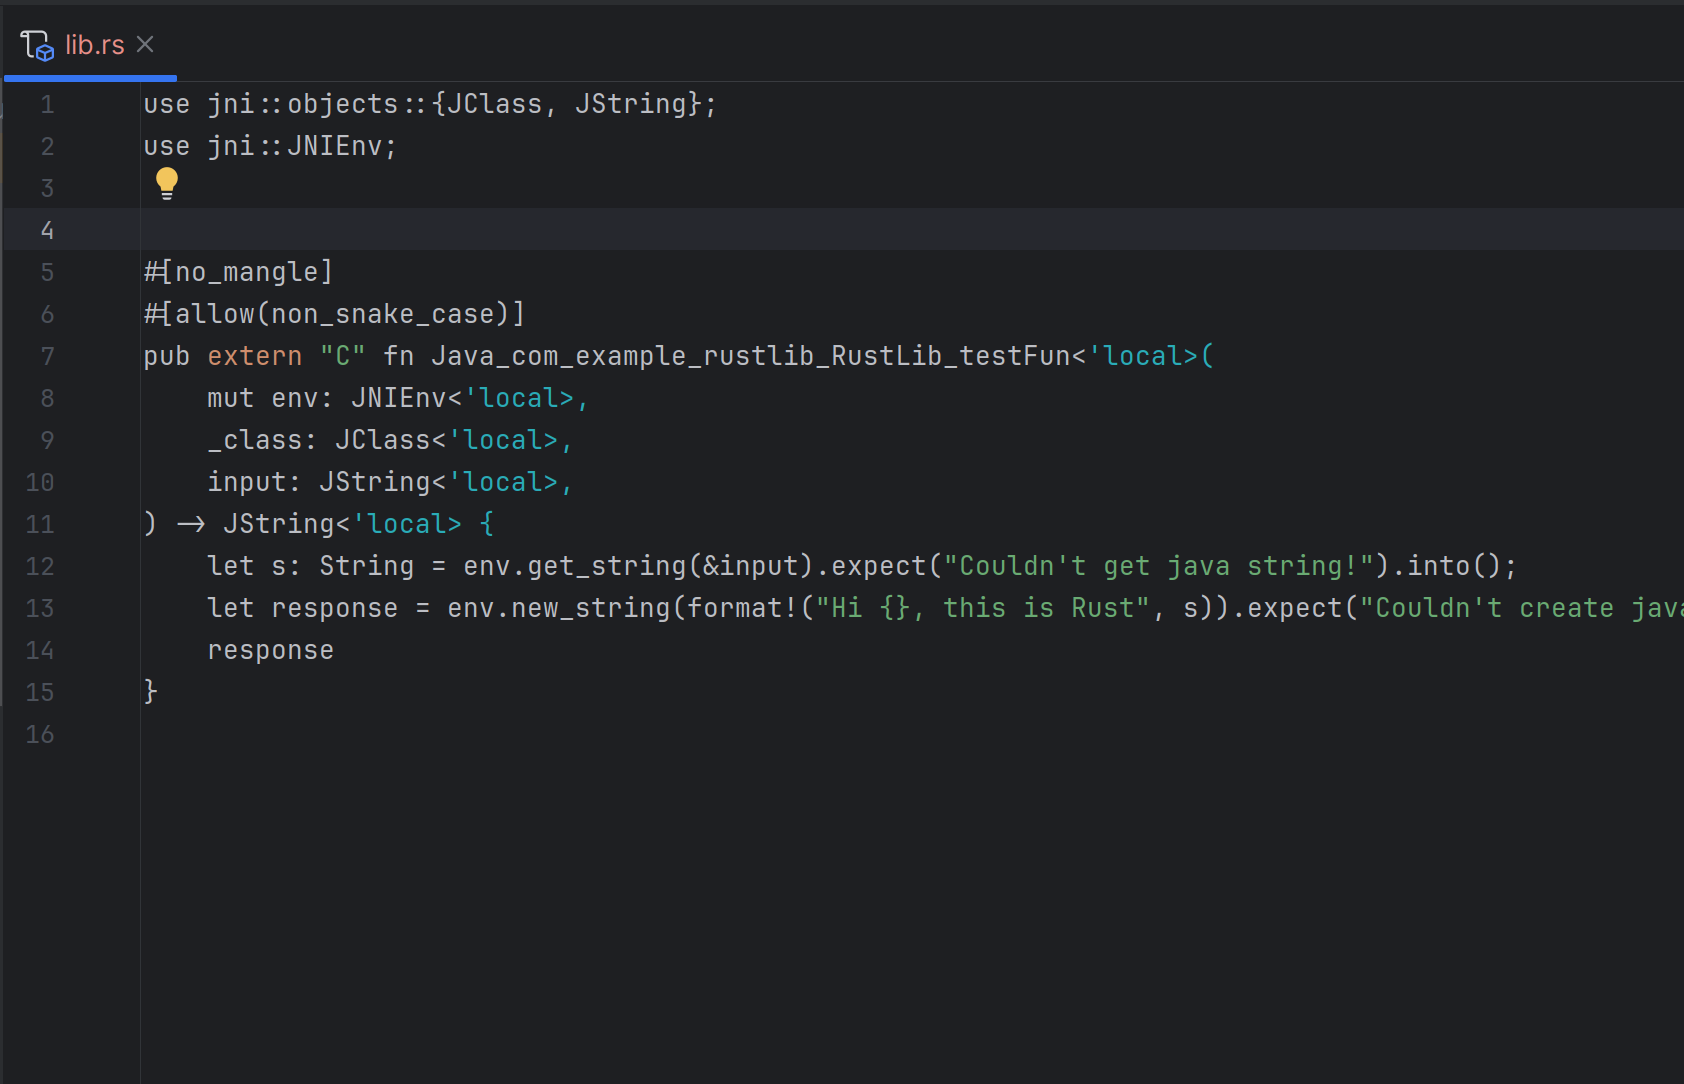 lib.rs
1 use jni::objects::{JClass, JString};
2 use jni::JNIEnv;
3
4
5 #[no_mangle]
6 #[allow(non_snake_case)]
7 pub extern "C" fn Java_com_example_rustlib_RustLib_testFun<'local>(
8     mut env: JNIEnv<'local>,
9     _class: JClass<'local>,
10     input: JString<'local>,
11 ) -> JString<'local> {
12     let s: String = env.get_string(&input).expect("Couldn't get java string!").into();
13     let response = env.new_string(format!("Hi {}, this is Rust", s)).expect("Couldn't create
14     response
15 }
16